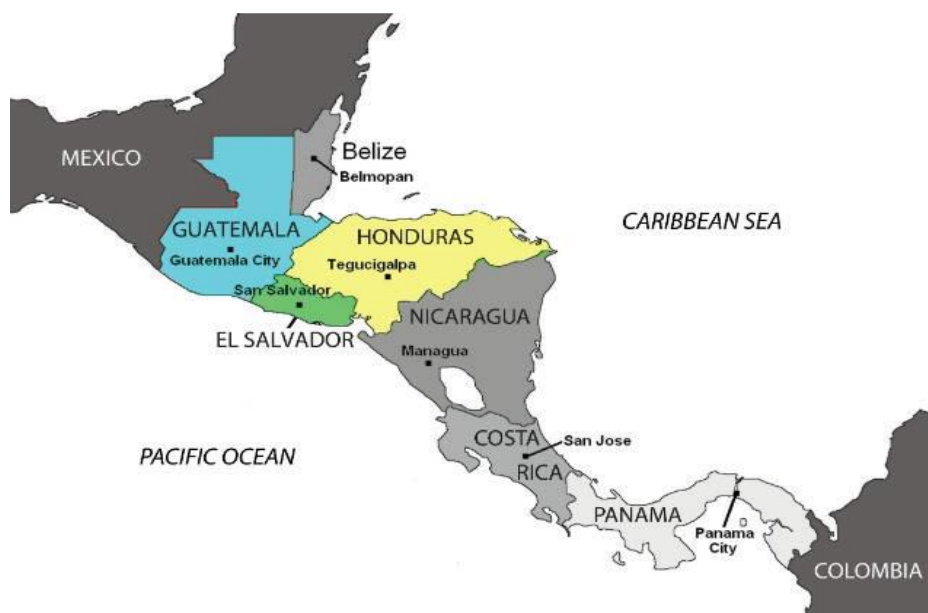 MEXICO
Belize
Belmopan
CARIBBEAN SEA
GUATEMALA
HONDURAS
Guatemala City
Tegucigalpa
San Salvador
NICARAGUA
EL SALVADOR
Managua
COSTA
RICA
San Jose
PACIFIC OCEAN
PANAMA
Panama
City
COLOMBIA